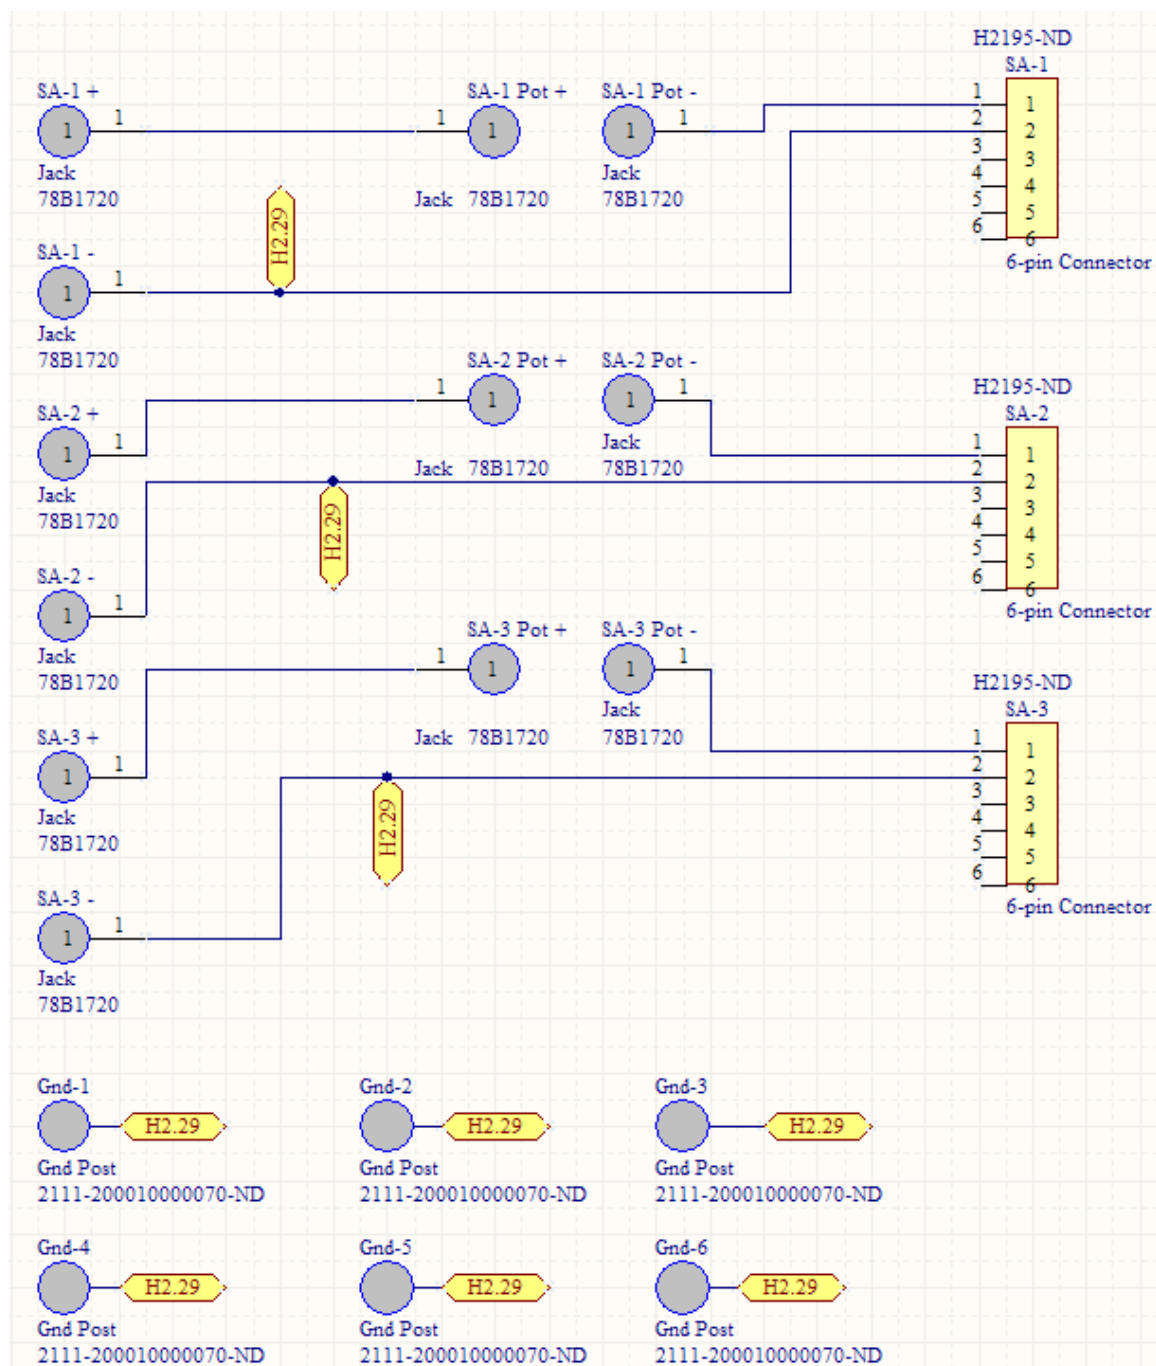 H2195-ND
SA-1
SA-1 +
1
1
Jack
78B1720
SA-1 Pot +
1
1
Jack 78B1720
SA-1 Pot -
1
1
Jack
78B1720
1 1
2 2
3 3
4 4
5 5
6 6
6-pin Connector
H2.29
SA-1 -
1
1
Jack
78B1720
SA-2 Pot +
1
1
Jack 78B1720
SA-2 Pot -
1
1
Jack
78B1720
H2195-ND
SA-2
1 1
2 2
3 3
4 4
5 5
6 6
6-pin Connector
SA-2 +
1
1
Jack
78B1720
H2.29
SA-2 -
1
1
Jack
78B1720
SA-3 Pot +
1
1
Jack 78B1720
SA-3 Pot -
1
1
Jack
78B1720
H2195-ND
SA-3
1 1
2 2
3 3
4 4
5 5
6 6
6-pin Connector
SA-3 +
1
1
Jack
78B1720
H2.29
SA-3 -
1
1
Jack
78B1720
Gnd-1
H2.29
Gnd Post
2111-200010000070-ND
Gnd-2
H2.29
Gnd Post
2111-200010000070-ND
Gnd-3
H2.29
Gnd Post
2111-200010000070-ND
Gnd-4
H2.29
Gnd Post
2111-200010000070-ND
Gnd-5
H2.29
Gnd Post
2111-200010000070-ND
Gnd-6
H2.29
Gnd Post
2111-200010000070-ND